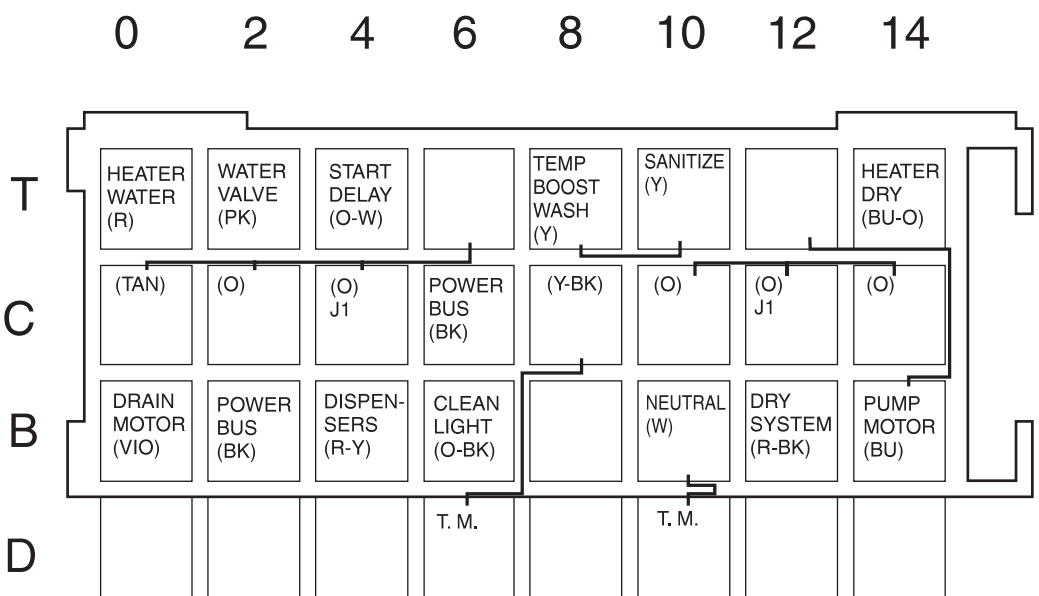 0 2 4 6 8 10 12 14
T
HEATER
WATER
(R)
WATER
VALVE
(PK)
START
DELAY
(O-W)
TEMP
BOOST
WASH
(Y)
SANITIZE
(Y)
HEATER
DRY
(BU-O)
C
(TAN)
(O)
(O)
J1
POWER
BUS
(BK)
(Y-BK)
(O)
(O)
J1
(O)
B
DRAIN
MOTOR
(VIO)
POWER
BUS
(BK)
DISPEN-
SERS
(R-Y)
CLEAN
LIGHT
(O-BK)
NEUTRAL
(W)
DRY
SYSTEM
(R-BK)
PUMP
MOTOR
(BU)
D
T. M.
T. M.